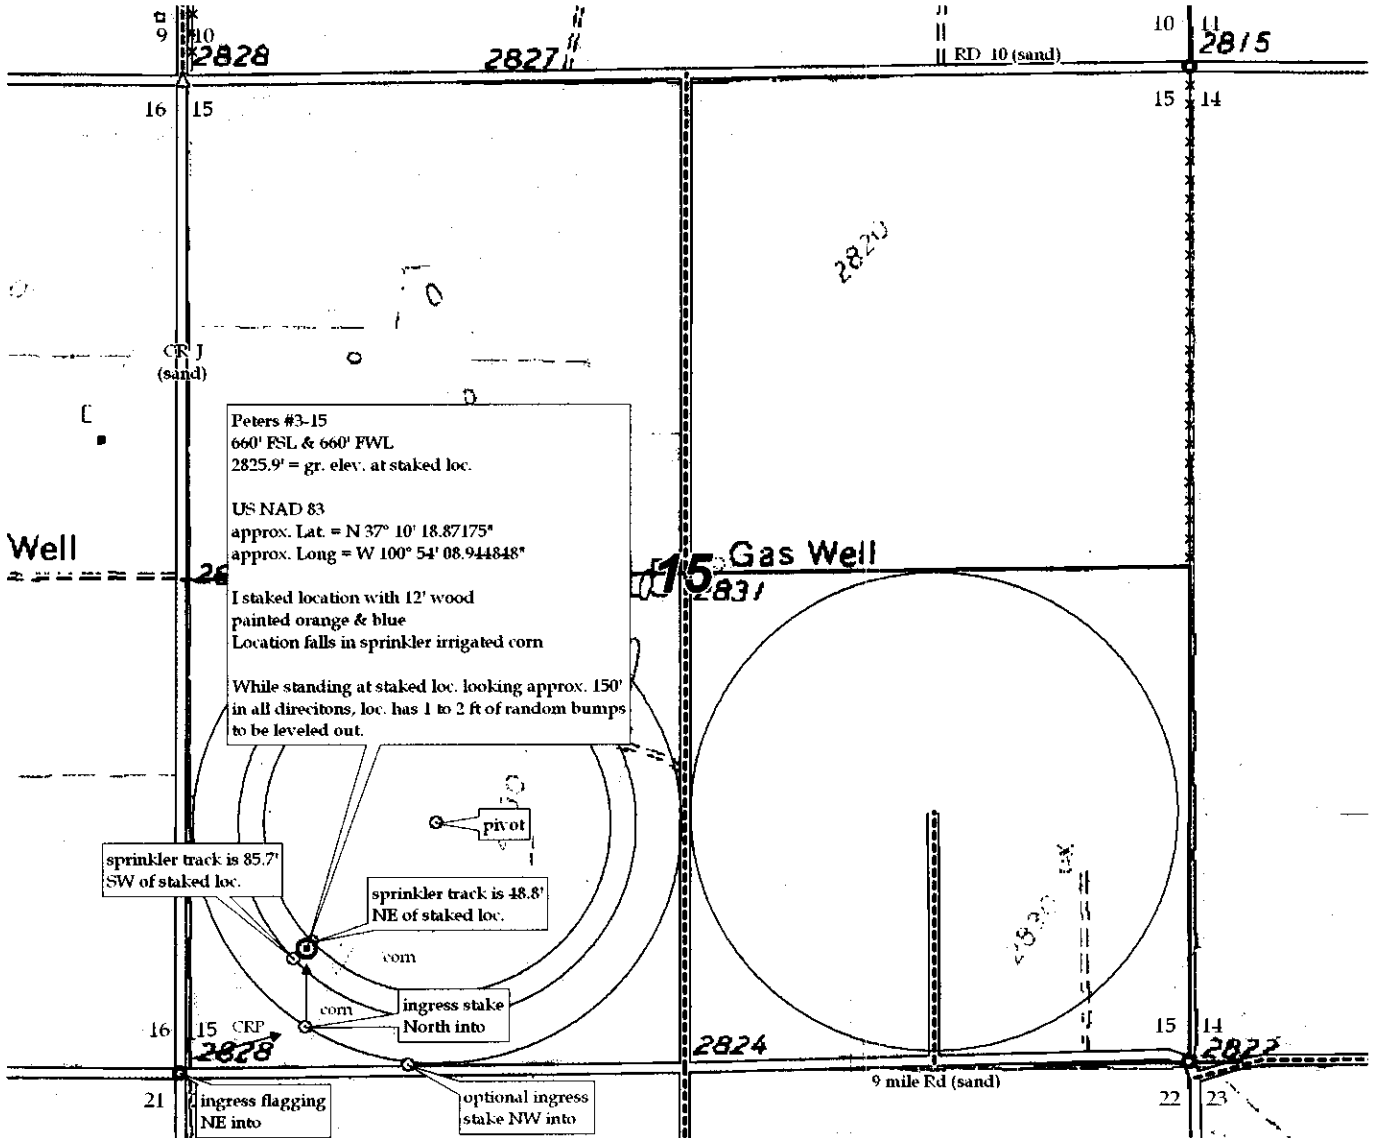 9 10
2828
2827
RD 10 (sand)
10 11
2815
16 15
15 14
2820
CR J
(sand)
Peters #3-15
660' FSL & 660' FWL
2825.9' = gr. elev. at staked loc.
US NAD 83
approx. Lat. = N 37° 10' 18.87175"
approx. Long = W 100° 54' 08.944848"
I staked location with 12' wood
painted orange & blue
Location falls in sprinkler irrigated corn
While standing at staked loc. looking approx. 150'
in all direcitons, loc. has 1 to 2 ft of random bumps
to be leveled out.
Well
15
Gas Well
2831
pivot
sprinkler track is 85.7'
SW of staked loc.
sprinkler track is 48.8'
NE of staked loc.
corn
corn
ingress stake
North into
2830
16 15
CRP
2828
2824
15 14
2822
9 mile Rd (sand)
21
ingress flagging
NE into
optional ingress
stake NW into
22 23